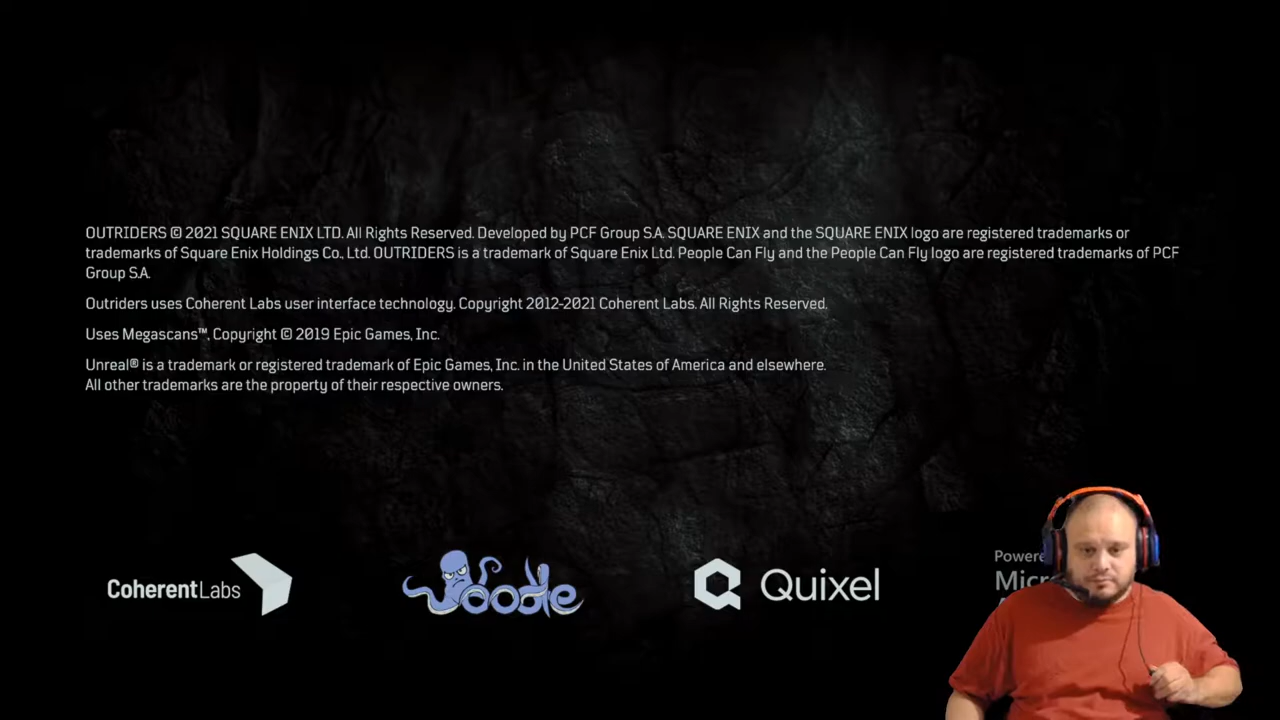 OUTRIDERS © 2021 SQUARE ENIX LTD. All Rights Reserved. Developed by PCF Group S.A. SQUARE ENIX and the SQUARE ENIX logo are registered trademarks or
trademarks of Square Enix Holdings Co., Ltd. OUTRIDERS is a trademark of Square Enix Ltd. People Can Fly and the People Can Fly logo are registered trademarks of PCF
Group S.A.
Outriders uses Coherent Labs user interface technology. Copyright 2012-2021 Coherent Labs. All Rights Reserved.
Uses Megascans™, Copyright © 2019 Epic Games, Inc.
Unreal® is a trademark or registered trademark of Epic Games, Inc. in the United States of America and elsewhere.
All other trademarks are the property of their respective owners.
CoherentLabs
Oodle
Quixel